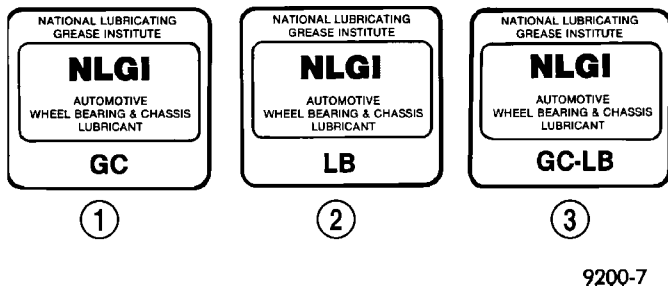 NATIONAL LUBRICATING
GREASE INSTITUTE
NLGI
AUTOMOTIVE
WHEEL BEARING & CHASSIS
LUBRICANT
GC
1
NATIONAL LUBRICATING
GREASE INSTITUTE
NLGI
AUTOMOTIVE
WHEEL BEARING & CHASSIS
LUBRICANT
LB
2
NATIONAL LUBRICATING
GREASE INSTITUTE
NLGI
AUTOMOTIVE
WHEEL BEARING & CHASSIS
LUBRICANT
GC-LB
3
9200-7